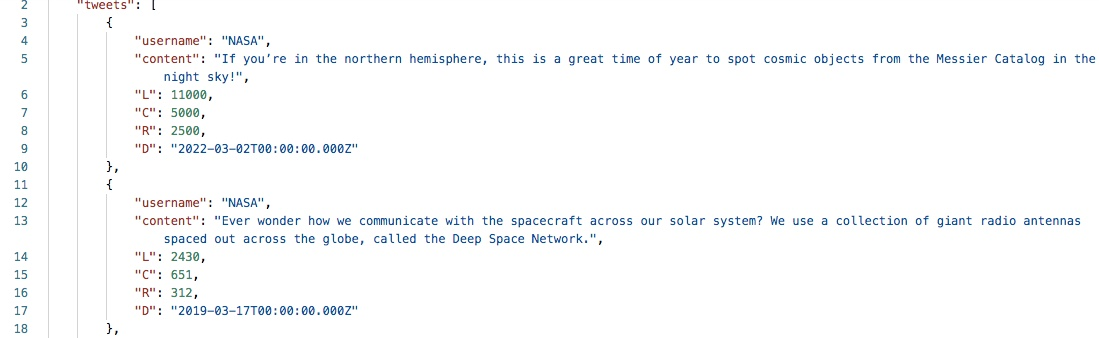 2 "tweets": [
3 {
4 "username": "NASA",
5 "content": "If you’re in the northern hemisphere, this is a great time of year to spot cosmic objects from the Messier Catalog in the
night sky!",
6 "L": 11000,
7 "C": 5000,
8 "R": 2500,
9 "D": "2022-03-02T00:00:00.000Z"
10 },
11 {
12 "username": "NASA",
13 "content": "Ever wonder how we communicate with the spacecraft across our solar system? We use a collection of giant radio antennas
spaced out across the globe, called the Deep Space Network.",
14 "L": 2430,
15 "C": 651,
16 "R": 312,
17 "D": "2019-03-17T00:00:00.000Z"
18 },